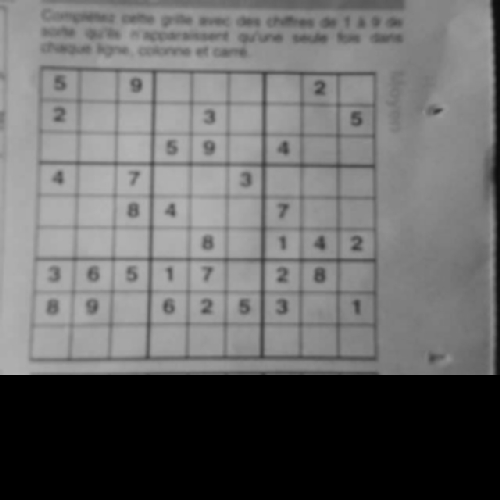 Complétez cette grille avec des chiffres de 1 à 9 de
sorte qu'ils n'apparaissent qu'une seule fois dans
chaque ligne, colonne et carré.
Moyen
5 9 2
2 3 5
5 9 4
4 7 3
8 4 7
8 1 4 2
3 6 5 1 7 2 8
8 9 6 2 5 3 1